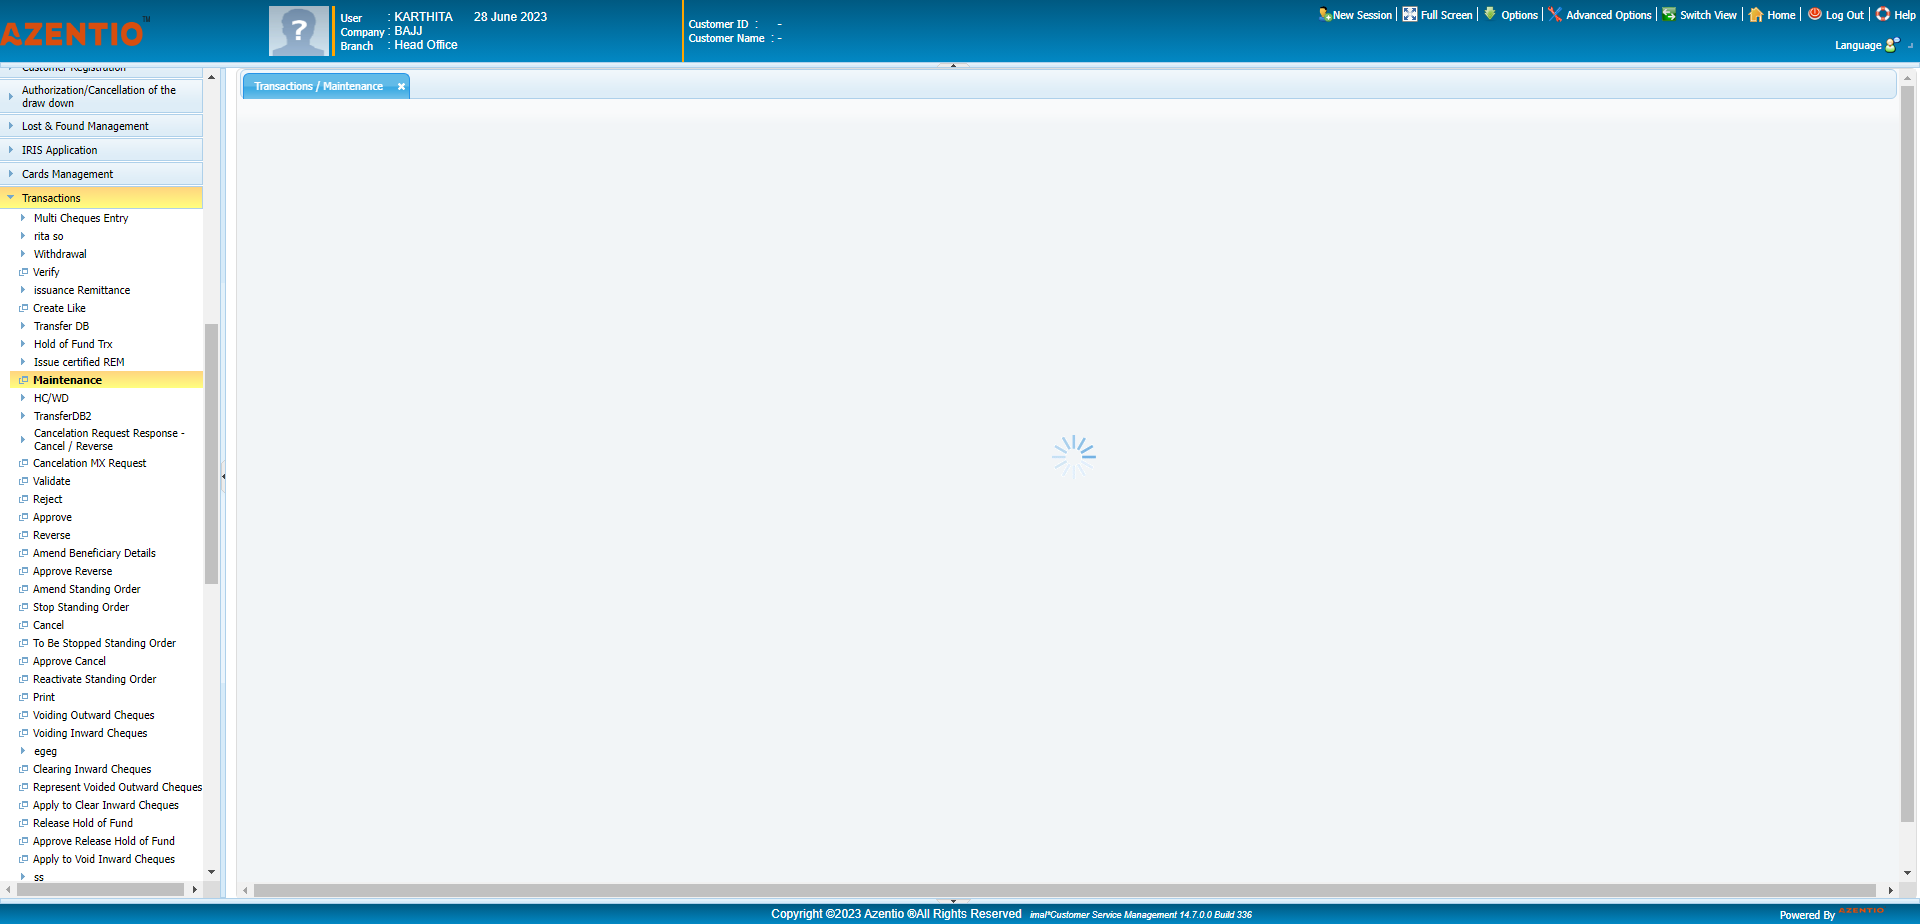 AZENTIO™
User : KARTHITA 28 June 2023
Company : BAJJ
Branch : Head Office
Customer ID : -
Customer Name : -
New Session Full Screen Options Advanced Options Switch View Home Log Out Help
Language
Customer Registration
Authorization/Cancellation of the
draw down
Lost & Found Management
IRIS Application
Cards Management
Transactions
Multi Cheques Entry
rita so
Withdrawal
Verify
issuance Remittance
Create Like
Transfer DB
Hold of Fund Trx
Issue certified REM
Maintenance
HC/WD
TransferDB2
Cancelation Request Response -
Cancel / Reverse
Cancelation MX Request
Validate
Reject
Approve
Reverse
Amend Beneficiary Details
Approve Reverse
Amend Standing Order
Stop Standing Order
Cancel
To Be Stopped Standing Order
Approve Cancel
Reactivate Standing Order
Print
Voiding Outward Cheques
Voiding Inward Cheques
egeg
Clearing Inward Cheques
Represent Voided Outward Cheques
Apply to Clear Inward Cheques
Release Hold of Fund
Approve Release Hold of Fund
Apply to Void Inward Cheques
ss
Transactions / Maintenance
Copyright ©2023 Azentio ®All Rights Reserved imal*Customer Service Management 14.7.0.0 Build 336
Powered By AZENTIO